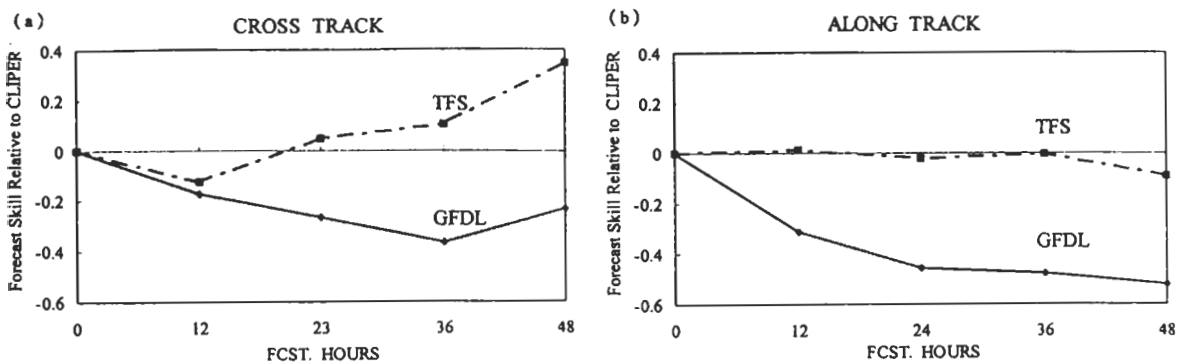 (a)
CROSS TRACK
Forecast Skill Relative to CLIPER
0.4
0.2
0
-0.2
-0.4
-0.6
TFS
GFDL
0
12
23
36
48
FCST. HOURS
(b)
ALONG TRACK
Forecast Skill Relative to CLIPER
0.4
0.2
0
-0.2
-0.4
-0.6
TFS
GFDL
0
12
24
36
48
FCST. HOURS